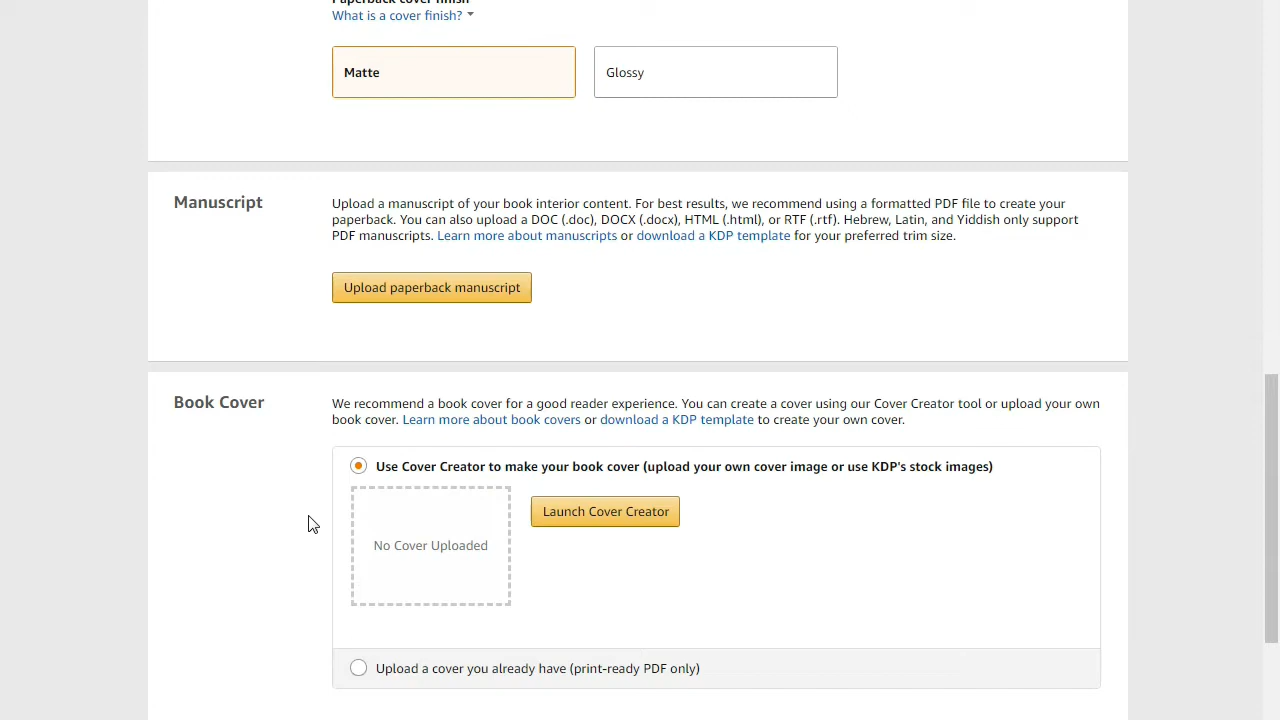 Paperback cover finish
What is a cover finish?
Matte
Glossy
Manuscript
Upload a manuscript of your book interior content. For best results, we recommend using a formatted PDF file to create your
paperback. You can also upload a DOC (.doc), DOCX (.docx), HTML (.html), or RTF (.rtf). Hebrew, Latin, and Yiddish only support
PDF manuscripts. Learn more about manuscripts or download a KDP template for your preferred trim size.
Upload paperback manuscript
Book Cover
We recommend a book cover for a good reader experience. You can create a cover using our Cover Creator tool or upload your own
book cover. Learn more about book covers or download a KDP template to create your own cover.
Use Cover Creator to make your book cover (upload your own cover image or use KDP's stock images)
Launch Cover Creator
No Cover Uploaded
Upload a cover you already have (print-ready PDF only)